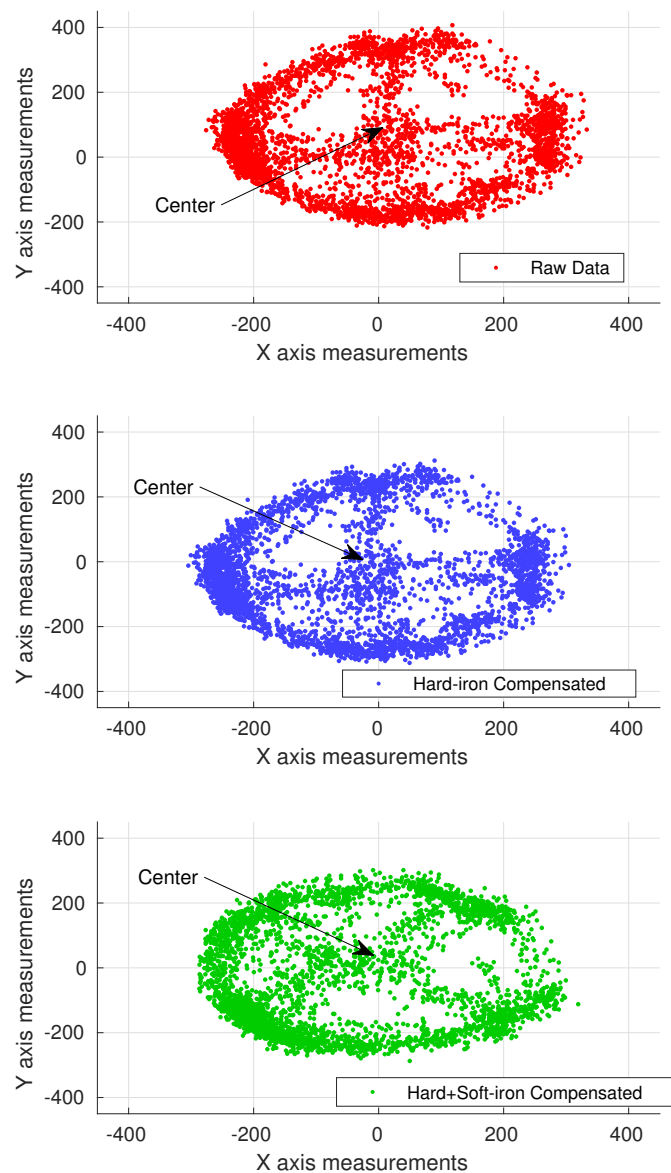 400
200
0
-200
-400
Y axis measurements
Center
Raw Data
-400 -200 0 200 400
X axis measurements
400
200
0
-200
-400
Y axis measurements
Center
Hard-iron Compensated
-400 -200 0 200 400
X axis measurements
400
200
0
-200
-400
Y axis measurements
Center
Hard+Soft-iron Compensated
-400 -200 0 200 400
X axis measurements